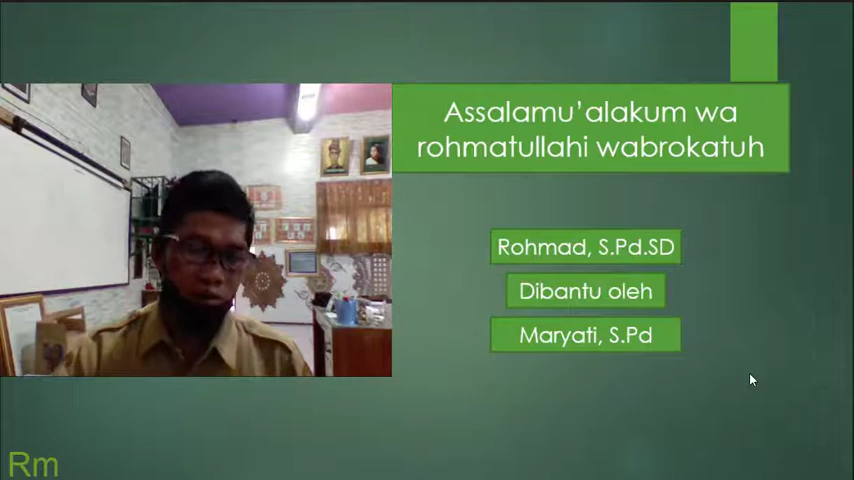 Assalamu’alakum wa
rohmatullahi wabrokatuh
Rohmad, S.Pd.SD
Dibantu oleh
Maryati, S.Pd
Rm